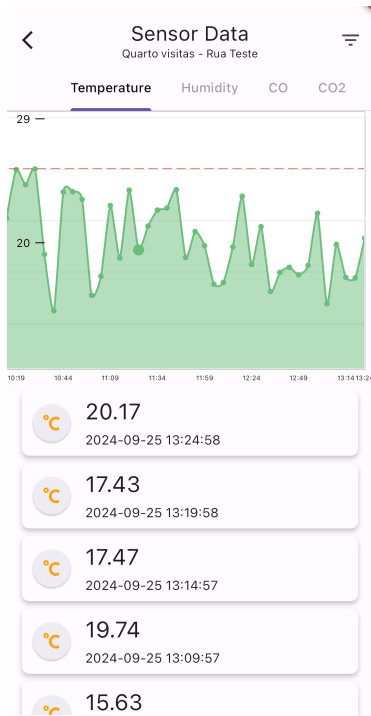 Sensor Data
Quarto visitas - Rua Teste
Temperature Humidity CO CO2
29
20
10:19 10:44 11:09 11:34 11:59 12:24 12:49 13:14 13:24
°C 20.17
2024-09-25 13:24:58
°C 17.43
2024-09-25 13:19:58
°C 17.47
2024-09-25 13:14:57
°C 19.74
2024-09-25 13:09:57
°C 15.63